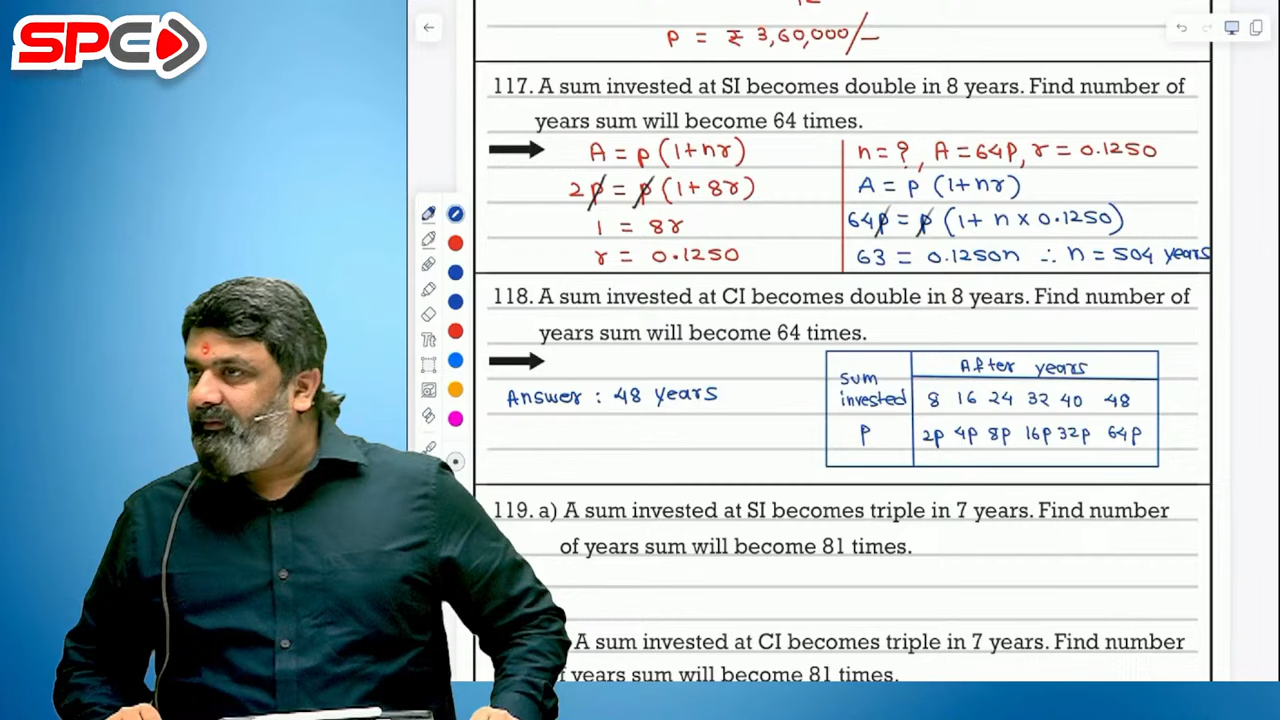 SPC
P = ₹ 3,60,000/-
117. A sum invested at SI becomes double in 8 years. Find number of
years sum will become 64 times.
A = P (1+nr)
2P = P (1+8r)
1 = 8r
r = 0.1250
n = ?, A = 64P, r = 0.1250
A = P (1+nr)
64P = P (1+ n x 0.1250)
63 = 0.1250n ∴ n = 504 years
118. A sum invested at CI becomes double in 8 years. Find number of
years sum will become 64 times.
Answer : 48 years
After years
sum
invested 8 16 24 32 40 48
P 2P 4P 8P 16P 32P 64P
119. a) A sum invested at SI becomes triple in 7 years. Find number
of years sum will become 81 times.
A sum invested at CI becomes triple in 7 years. Find number
years sum will become 81 times.
Tt